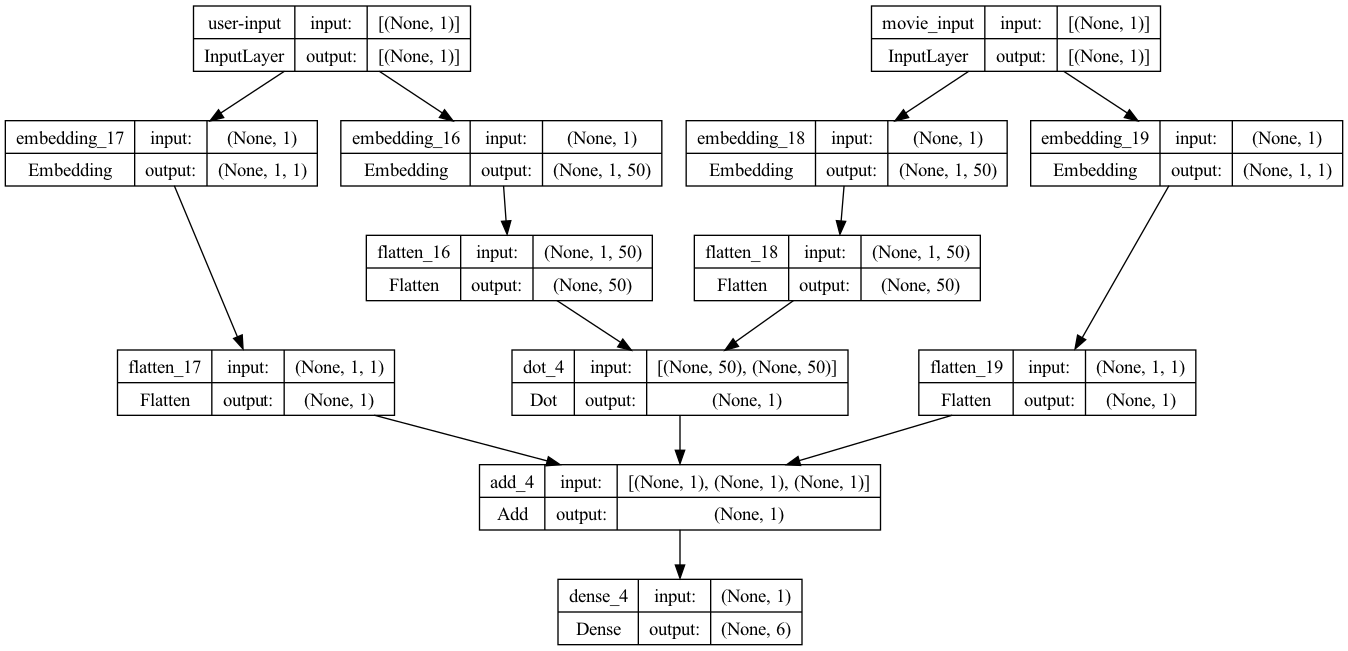 user-input input: [(None, 1)]
InputLayer output: [(None, 1)]
movie_input input: [(None, 1)]
InputLayer output: [(None, 1)]
embedding_17 input: (None, 1)
Embedding output: (None, 1, 1)
embedding_16 input: (None, 1)
Embedding output: (None, 1, 50)
embedding_18 input: (None, 1)
Embedding output: (None, 1, 50)
embedding_19 input: (None, 1)
Embedding output: (None, 1, 1)
flatten_16 input: (None, 1, 50)
Flatten output: (None, 50)
flatten_18 input: (None, 1, 50)
Flatten output: (None, 50)
flatten_17 input: (None, 1, 1)
Flatten output: (None, 1)
dot_4 input: [(None, 50), (None, 50)]
Dot output: (None, 1)
flatten_19 input: (None, 1, 1)
Flatten output: (None, 1)
add_4 input: [(None, 1), (None, 1), (None, 1)]
Add output: (None, 1)
dense_4 input: (None, 1)
Dense output: (None, 6)